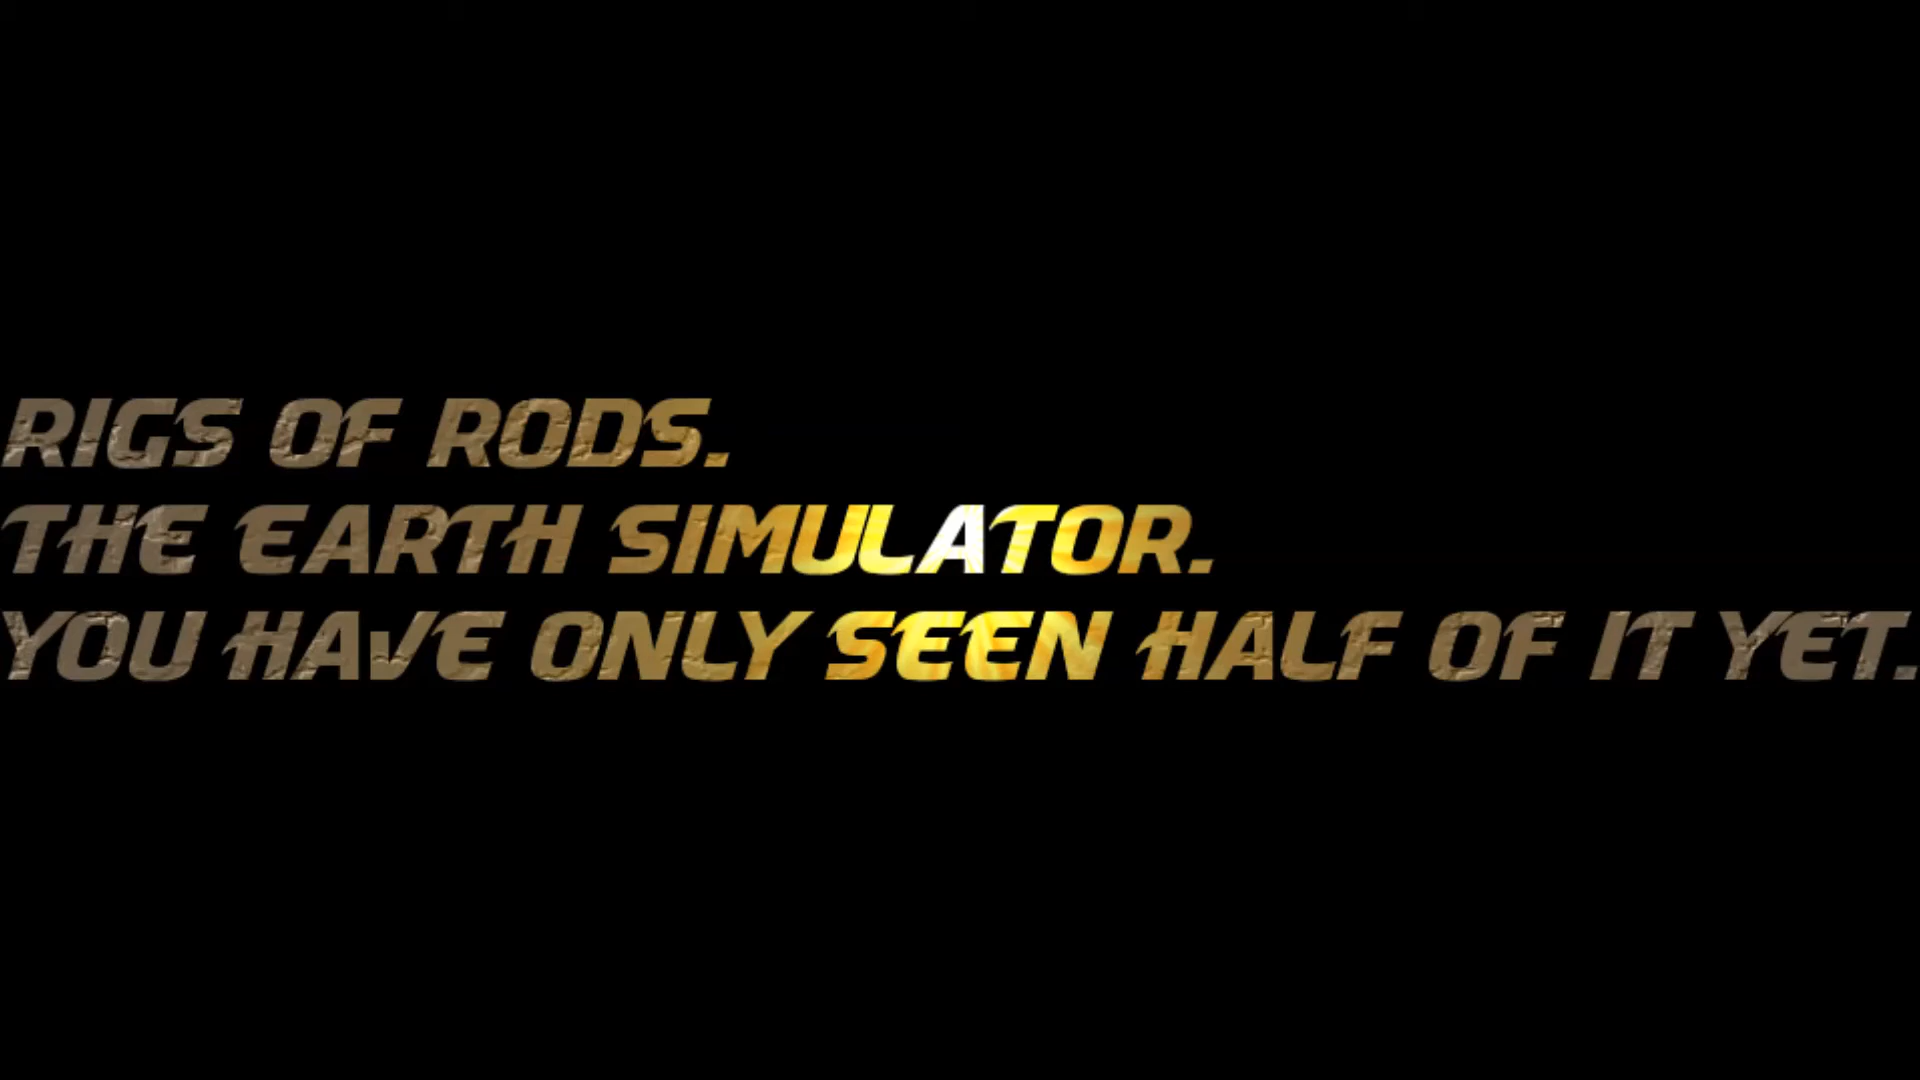 RIGS OF RODS.
THE EARTH SIMULATOR.
YOU HAVE ONLY SEEN HALF OF IT YET.